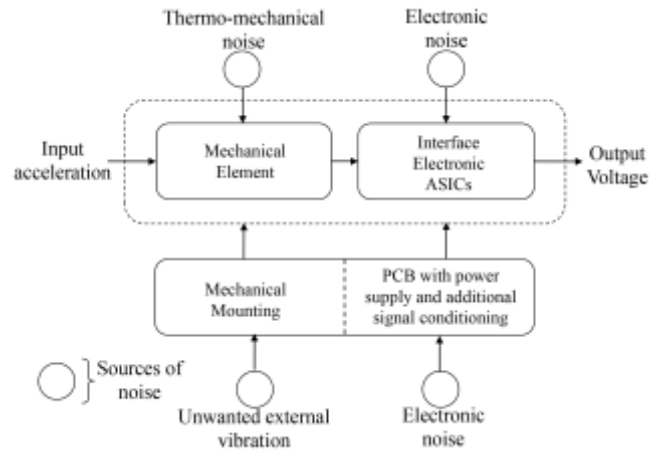 Thermo-mechanical
noise
Electronic
noise
Input
acceleration
Mechanical
Element
Interface
Electronic
ASICs
Output
Voltage
Mechanical
Mounting
PCB with power
supply and additional
signal conditioning
Sources of
noise
Unwanted external
vibration
Electronic
noise